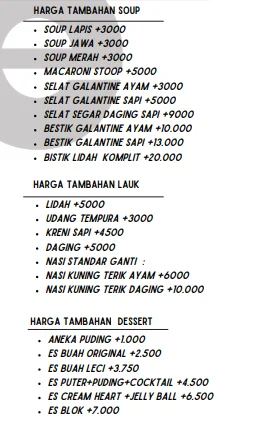 HARGA TAMBAHAN SOUP
• SOUP LAPIS +3000
• SOUP JAWA +3000
• SOUP MERAH +3000
• MACARONI STOOP +5000
• SELAT GALANTINE AYAM +3000
• SELAT GALANTINE SAPI +5000
• SELAT SEGAR DAGING SAPI +9000
• BESTIK GALANTINE AYAM +10.000
• BESTIK GALANTINE SAPI +13.000
• BISTIK LIDAH KOMPLIT +20.000
HARGA TAMBAHAN LAUK
• LIDAH +5000
• UDANG TEMPURA +3000
• KRENI SAPI +4500
• DAGING +5000
• NASI STANDAR GANTI :
• NASI KUNING TERIK AYAM +6000
• NASI KUNING TERIK DAGING +10.000
HARGA TAMBAHAN DESSERT
• ANEKA PUDING +1.000
• ES BUAH ORIGINAL +2.500
• ES BUAH LECI +3.750
• ES PUTER+PUDING+COCKTAIL +4.500
• ES CREAM HEART +JELLY BALL +6.500
• ES BLOK +7.000